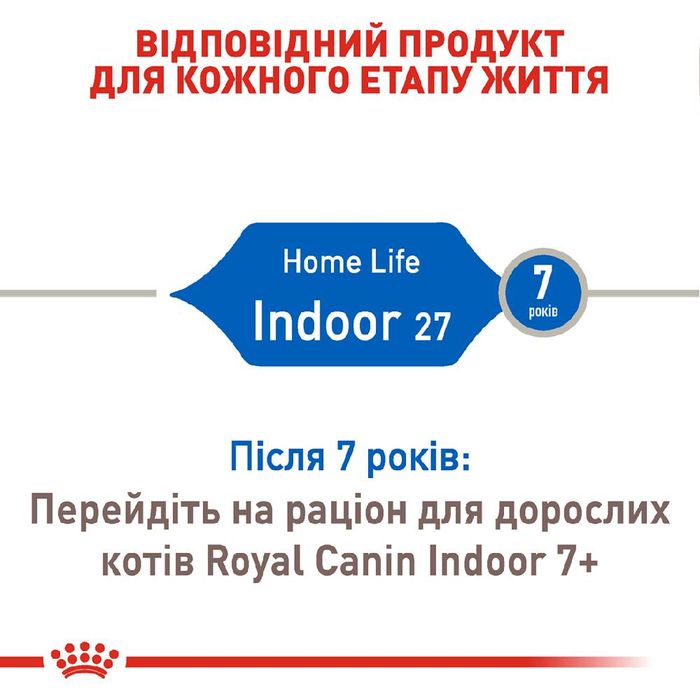 ВІДПОВІДНИЙ ПРОДУКТ
ДЛЯ КОЖНОГО ЕТАПУ ЖИТТЯ
Home Life
Indoor 27
7
років
Після 7 років:
Перейдіть на раціон для дорослих
котів Royal Canin Indoor 7+